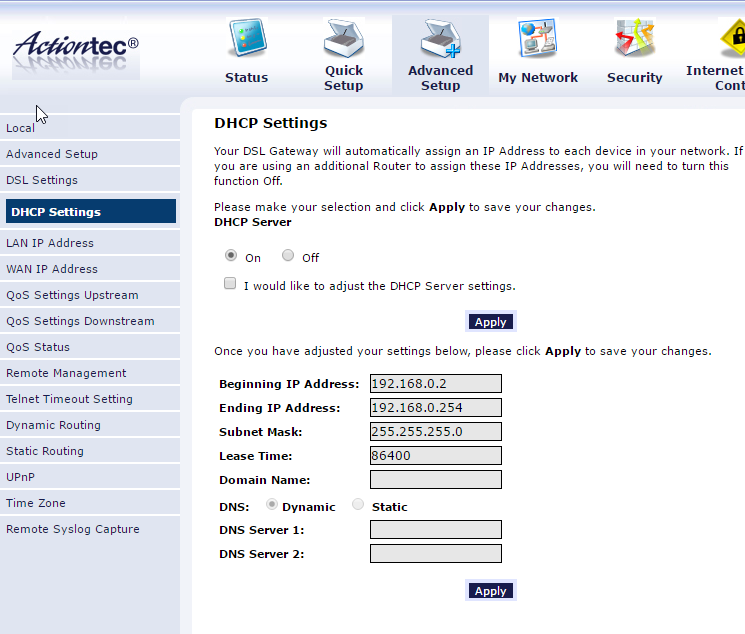 Actiontec®
Status
Quick Setup
Advanced Setup
My Network
Security
Internet
Cont
Local
Advanced Setup
DSL Settings
DHCP Settings
LAN IP Address
WAN IP Address
QoS Settings Upstream
QoS Settings Downstream
QoS Status
Remote Management
Telnet Timeout Setting
Dynamic Routing
Static Routing
UPnP
Time Zone
Remote Syslog Capture
DHCP Settings
Your DSL Gateway will automatically assign an IP Address to each device in your network. If
you are using an additional Router to assign these IP Addresses, you will need to turn this
function Off.
Please make your selection and click Apply to save your changes.
DHCP Server
On Off
I would like to adjust the DHCP Server settings.
Apply
Once you have adjusted your settings below, please click Apply to save your changes.
Beginning IP Address: 192.168.0.2
Ending IP Address: 192.168.0.254
Subnet Mask: 255.255.255.0
Lease Time: 86400
Domain Name:
DNS: Dynamic Static
DNS Server 1:
DNS Server 2:
Apply